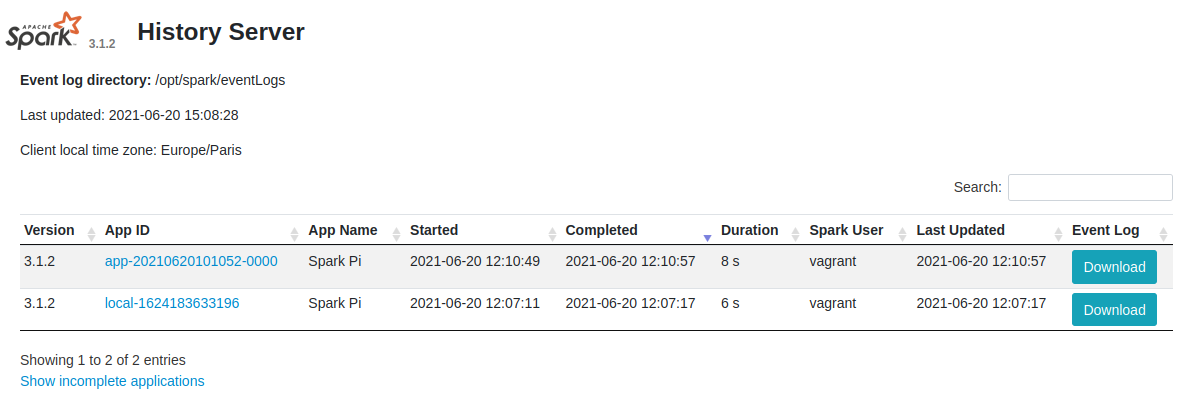 APACHE
Spark 3.1.2 History Server
Event log directory: /opt/spark/eventLogs
Last updated: 2021-06-20 15:08:28
Client local time zone: Europe/Paris
Search:
Version App ID App Name Started Completed Duration Spark User Last Updated Event Log
3.1.2 app-20210620101052-0000 Spark Pi 2021-06-20 12:10:49 2021-06-20 12:10:57 8 s vagrant 2021-06-20 12:10:57 Download
3.1.2 local-1624183633196 Spark Pi 2021-06-20 12:07:11 2021-06-20 12:07:17 6 s vagrant 2021-06-20 12:07:17 Download
Showing 1 to 2 of 2 entries
Show incomplete applications